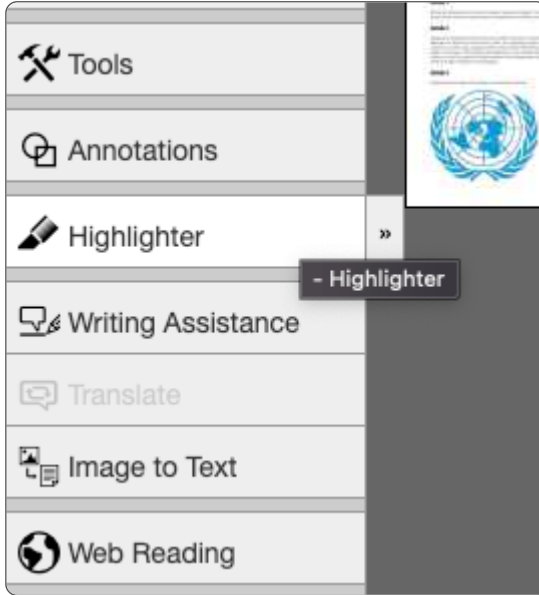 Tools
Annotations
Highlighter
»
- Highlighter
Writing Assistance
Translate
Image to Text
Web Reading